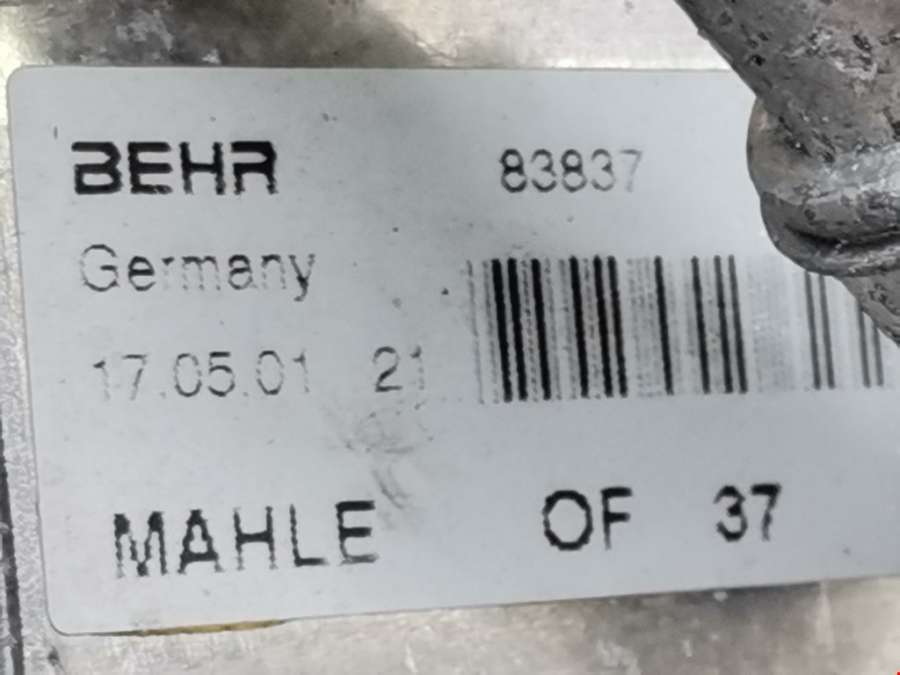 BEHR 83837
Germany
17.05.01 21
MAHLE OF 37